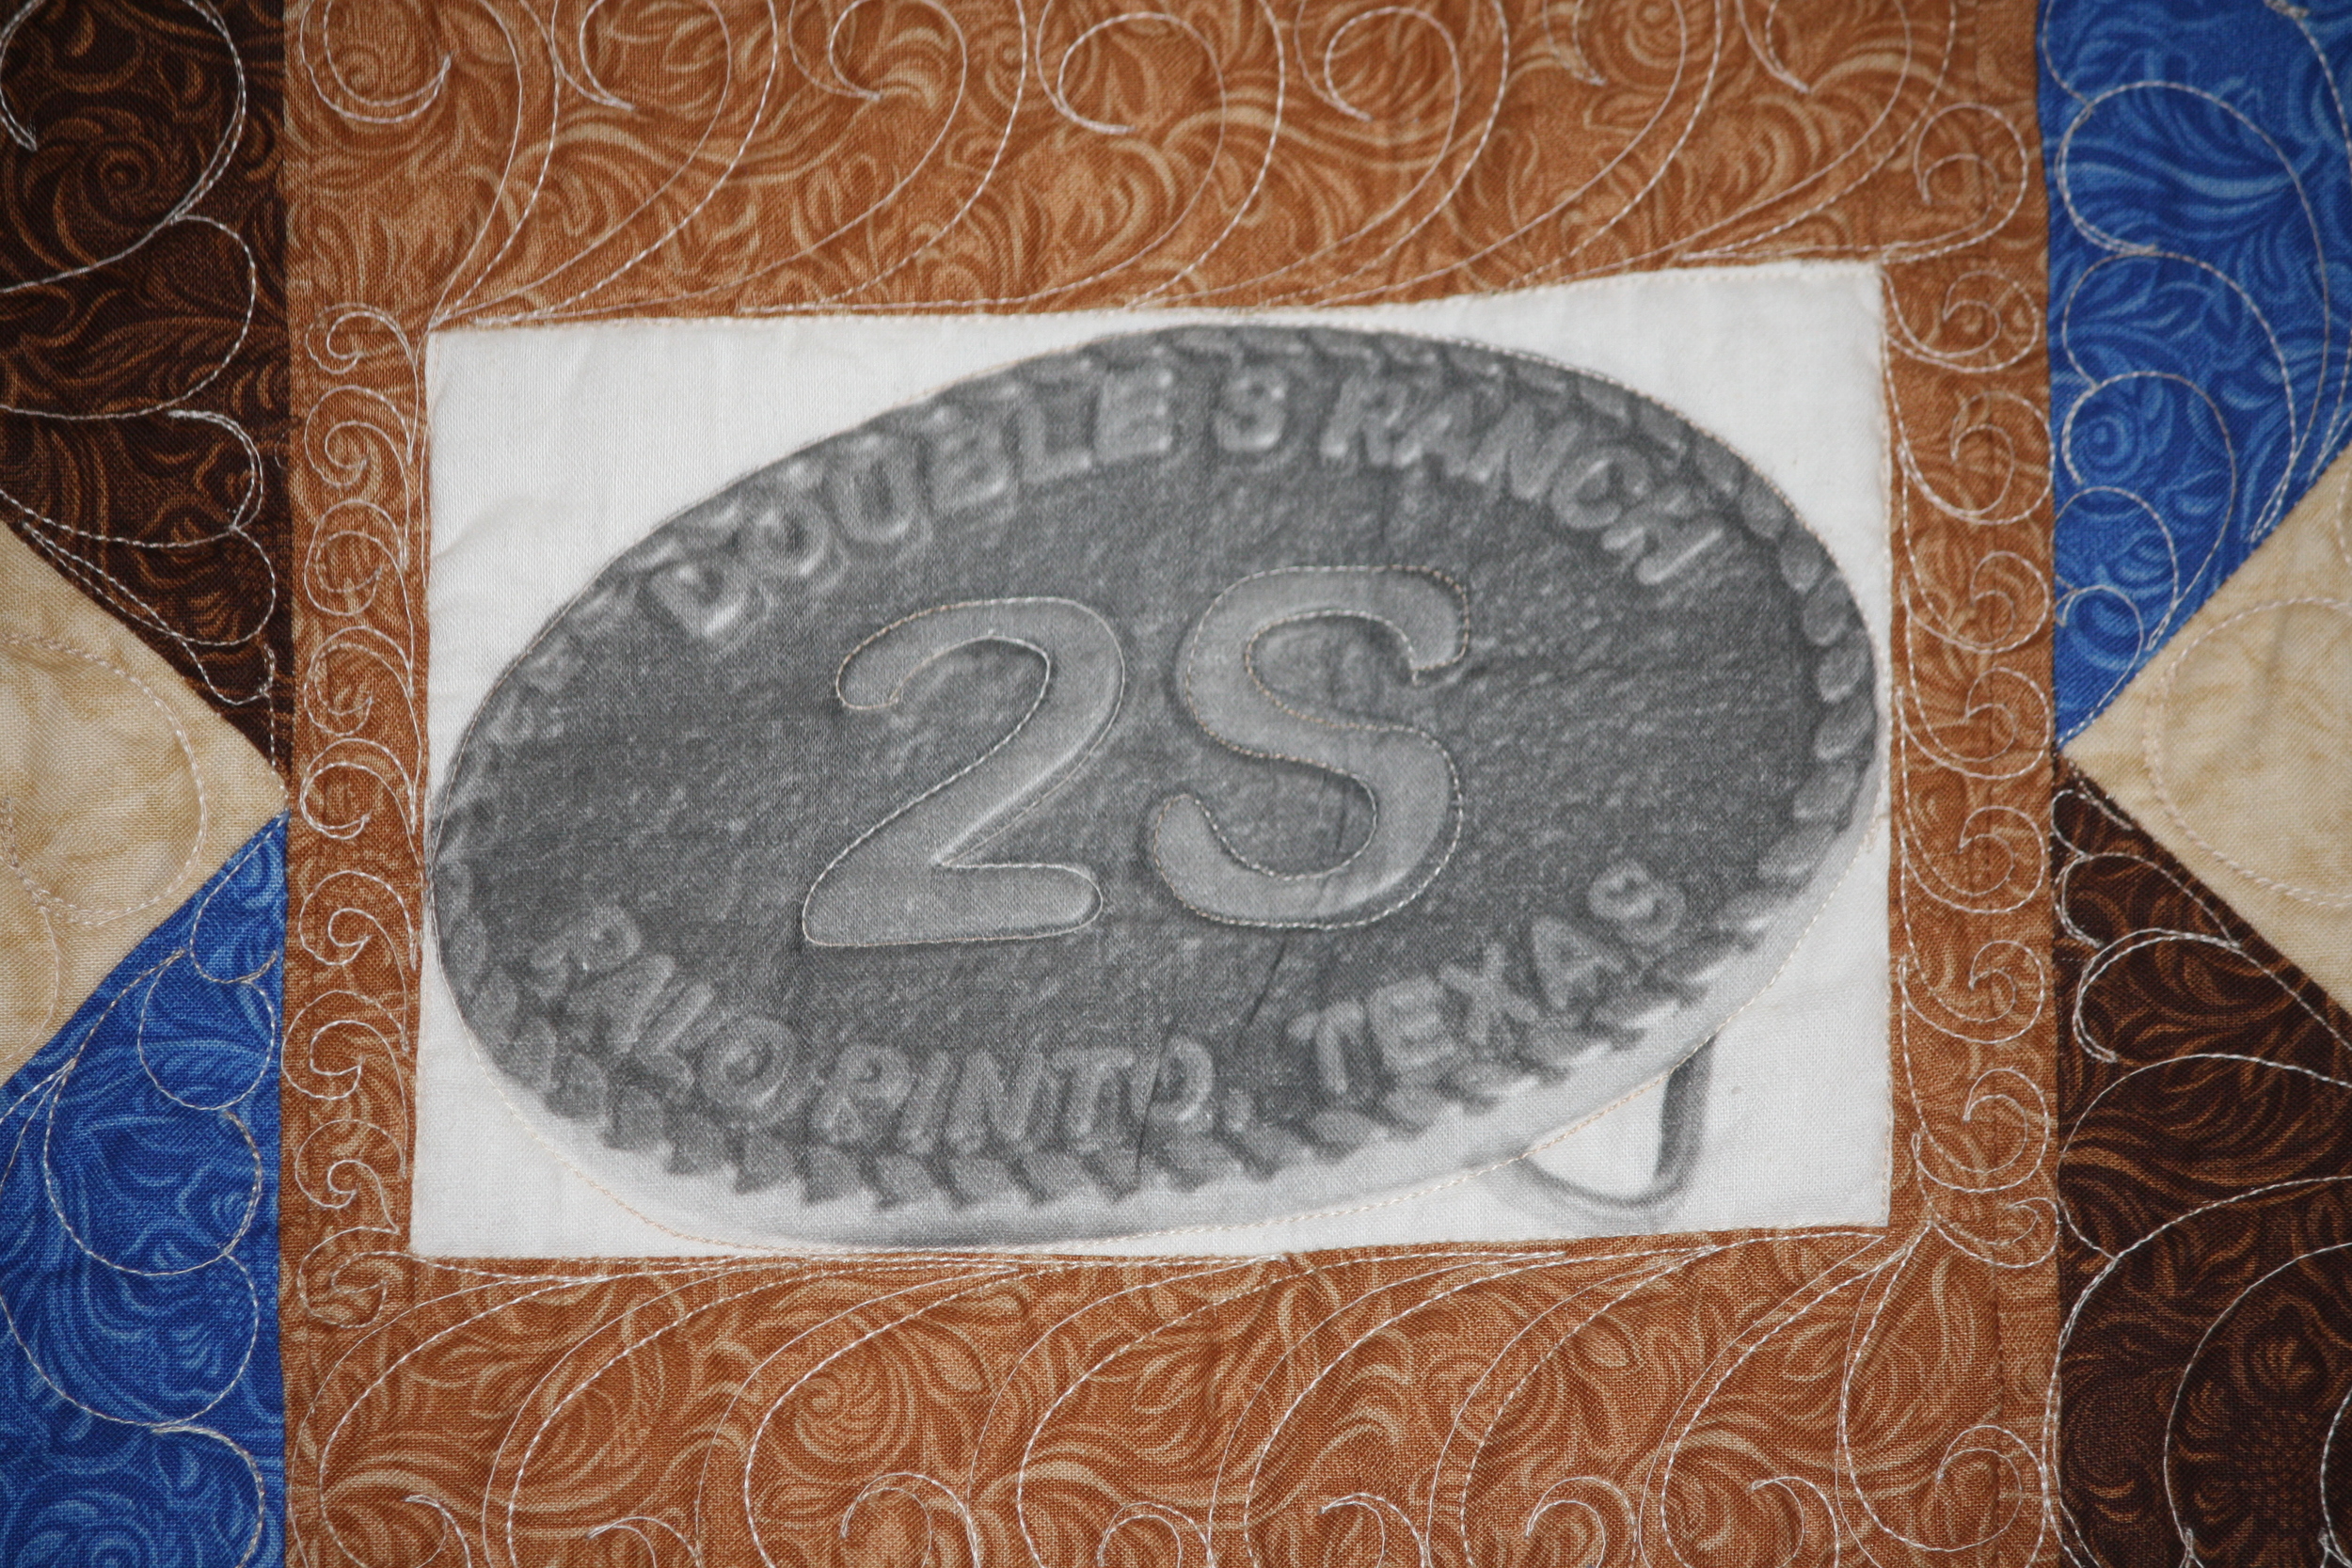 DOUBLE S RANCH
2S
PALO PINTO, TEXAS